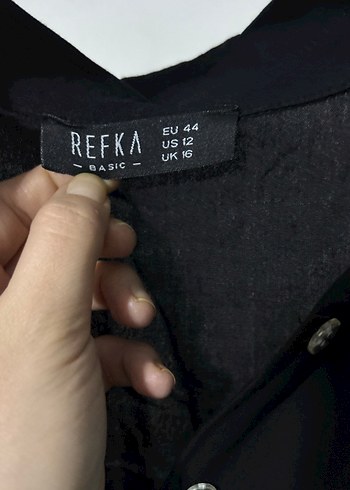 REFKA
— BASIC —
EU 44
US 12
UK 16